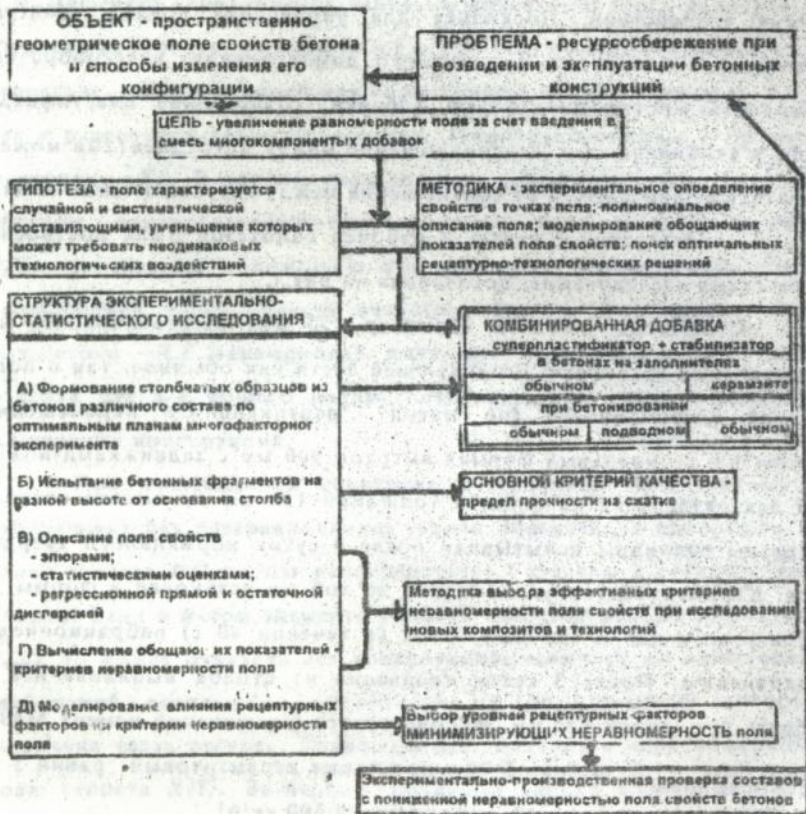 ОБЪЕКТ - пространственно-
геометрическое поле свойств бетона
и способы изменения его
конфигурации
ПРОБЛЕМА - ресурсосбережение при
возведении и эксплуатации бетонных
конструкций
ЦЕЛЬ - увеличение равномерности поля за счет введения в
смесь многокомпонентых добавок
ГИПОТЕЗА - поле характеризуется
случайной и систематической
составляющими, уменьшение которых
может требовать неодинаковых
технологических воздействий
МЕТОДИКА - экспериментальное определение
свойств в точках поля; полиномиальное
описание поля; моделирование обощающих
показателей поля свойств; поиск оптимальных
рецептурно-технологических решений
СТРУКТУРА ЭКСПЕРИМЕНТАЛЬНО-
СТАТИСТИЧЕСКОГО ИССЛЕДОВАНИЯ
КОМБИНИРОВАННАЯ ДОБАВКА
суперпластификатор + стабилизатор
в бетонах на заполнителях
обычном керамзите
при бетонировании
обычном подводном обычном
А) Формование столбчатых образцов из
бетонов различного состава по
оптимальным планам многофакторного
эксперимента
Б) Испытание бетонных фрагментов на
разной высоте от основания столба
ОСНОВНОЙ КРИТЕРИЙ КАЧЕСТВА -
предел прочности на сжатие
В) Описание поля свойств
- эпюрами;
- статистическими оценками;
- регрессионной прямой и остаточной
дисперсией
Методика выбора эффективных критериев
неравномерности поля свойств при исследовании
новых композитов и технологий
Г) Вычисление обощающих показателей -
критериев неравномерности поля
Д) Моделирование влияния рецептурных
факторов на критерии неравномерности
поля
Выбор уровней рецептурных факторов
МИНИМИЗИРУЮЩИХ НЕРАВНОМЕРНОСТЬ поля
Экспериментально-производственная проверка составов
с пониженной неравномерностью поля свойств бетонов